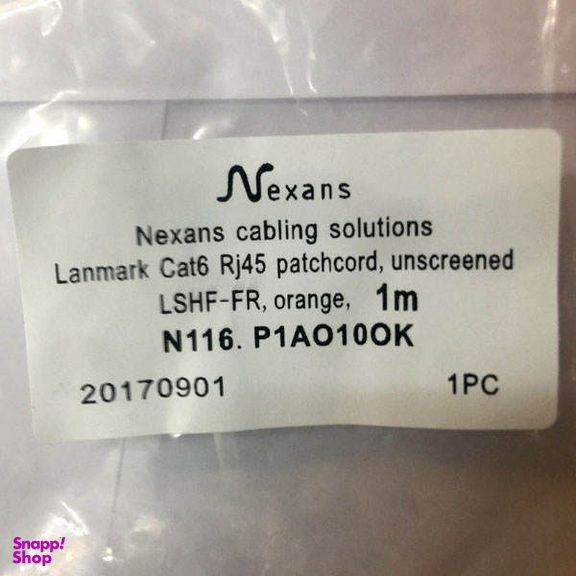 Nexans
Nexans cabling solutions
Lanmark Cat6 Rj45 patchcord, unscreened
LSHF-FR, orange, 1m
N116. P1AO10OK
20170901 1PC
Snapp!
Shop